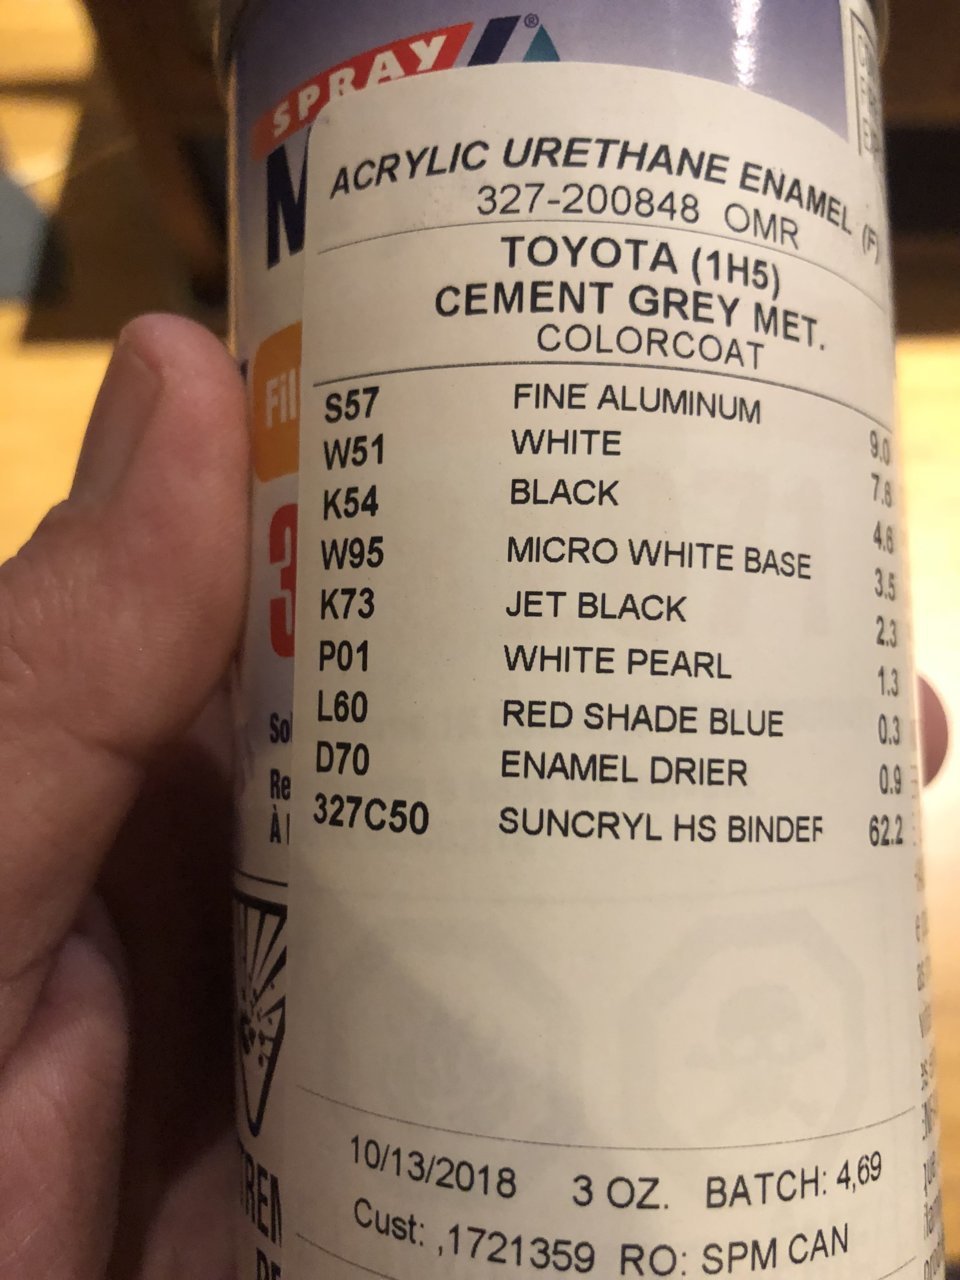 SPRAY
®
ACRYLIC URETHANE ENAMEL (F)
327-200848 OMR
TOYOTA (1H5)
CEMENT GREY MET.
COLORCOAT
S57 FINE ALUMINUM 9.0
W51 WHITE 7.8
K54 BLACK 4.6
W95 MICRO WHITE BASE 3.5
K73 JET BLACK 2.3
P01 WHITE PEARL 1.3
L60 RED SHADE BLUE 0.3
D70 ENAMEL DRIER 0.9
327C50 SUNCRYL HS BINDER 62.2
10/13/2018 3 OZ. BATCH: 4,69
Cust: ,1721359 RO: SPM CAN